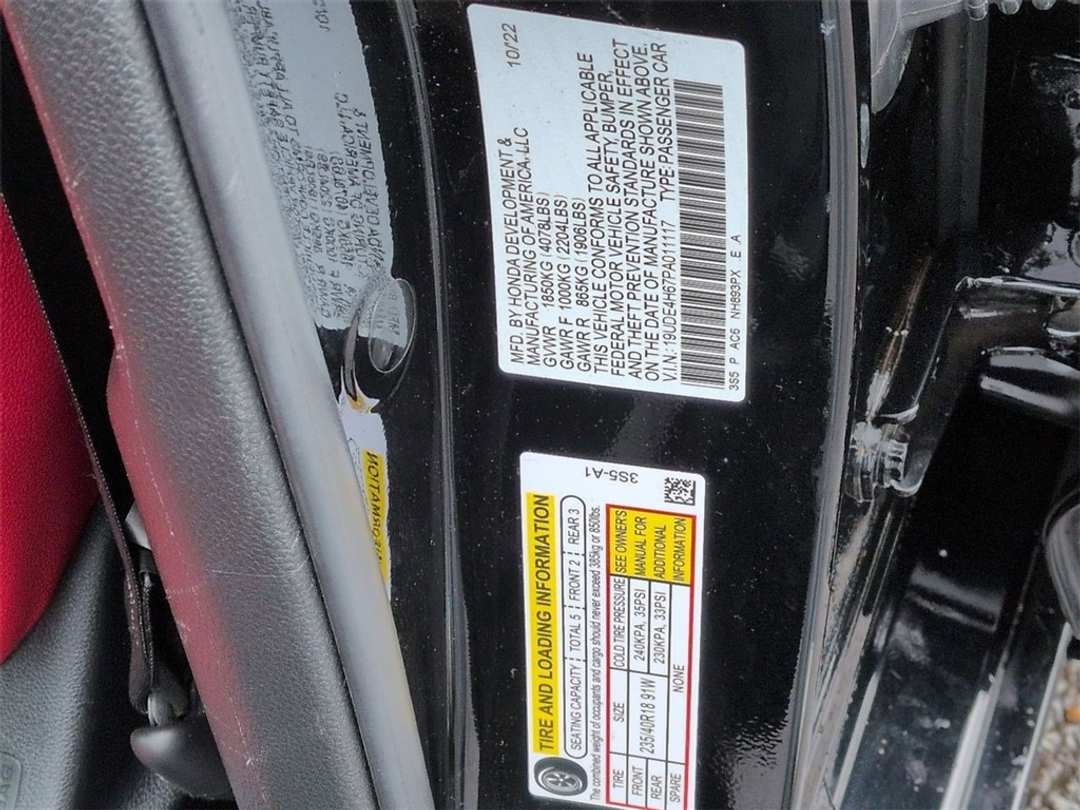 MFD. BY HONDA DEVELOPMENT & 10/22
MANUFACTURING OF AMERICA, LLC
GVWR 1850KG (4078LBS)
GAWR F 1000KG (2204LBS)
GAWR R 865KG (1906LBS)
THIS VEHICLE CONFORMS TO ALL APPLICABLE
FEDERAL MOTOR VEHICLE SAFETY, BUMPER,
AND THEFT PREVENTION STANDARDS IN EFFECT
ON THE DATE OF MANUFACTURE SHOWN ABOVE.
V.I.N: 19UDE4H67PA011117 TYPE:PASSENGER CAR
3S5 P AC6 NH893PX E A
TIRE AND LOADING INFORMATION
SEATING CAPACITY TOTAL 5 FRONT 2 REAR 3
The combined weight of occupants and cargo should never exceed 385kg or 850lbs.
TIRE SIZE COLD TIRE PRESSURE SEE OWNER'S
FRONT 235/40R18 91W 240KPA, 35PSI MANUAL FOR
REAR 230KPA, 33PSI ADDITIONAL
SPARE NONE INFORMATION
3S5-A1